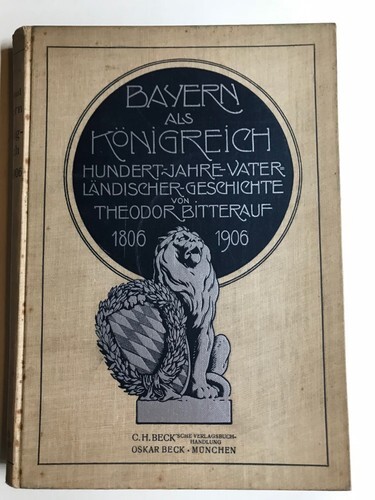 BAYERN
ALS
KÖNIGREICH
HUNDERT-JAHRE-VATER-
LÄNDISCHER-GESCHICHTE
VON
THEODOR BITTERAUF
1806 1906
C. H. BECK'SCHE VERLAGSBUCH-
HANDLUNG
OSKAR BECK - MÜNCHEN